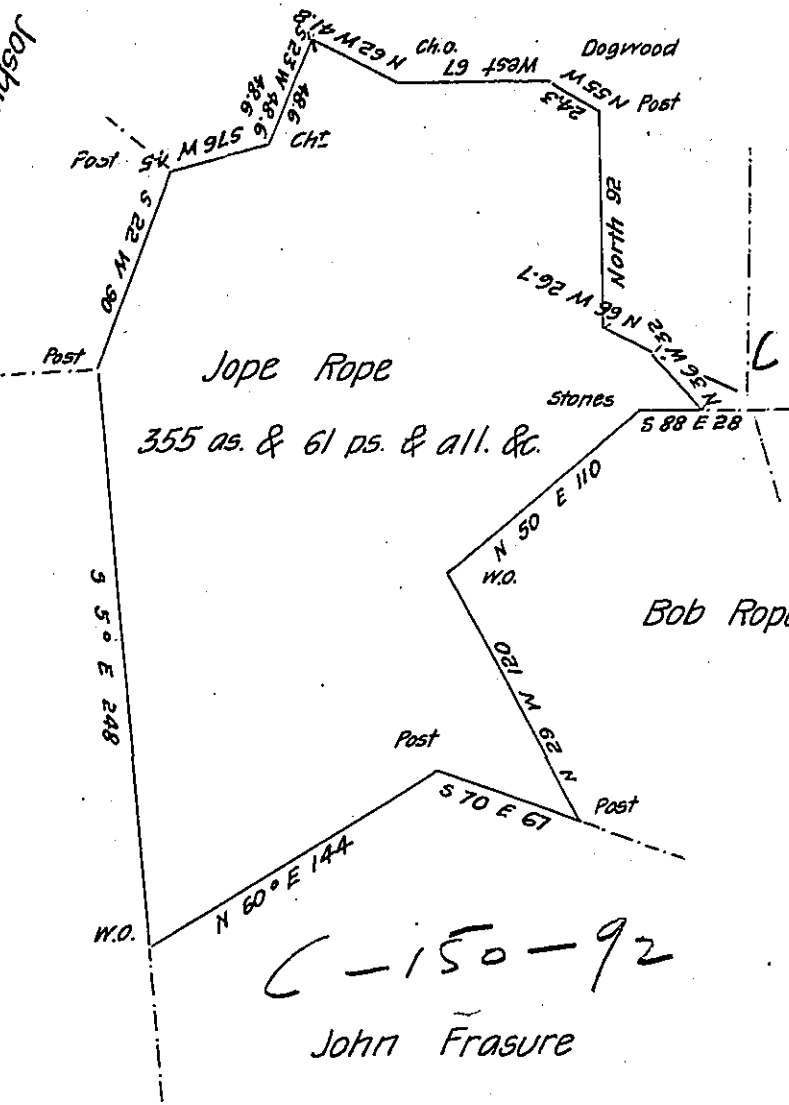 Joshu
S 23 W 48.6
48.6
48.6
N 62 W 41.8
Ch.O.
West 67
Dogwood
N 55 W
24.3
Post
Post
S 76 W 45
Cht
S 22 W 90
26 North
N 66 W 26.7
N 36 W 32
Post
Jope Rope
Stones
S 88 E 28
C
355 as. & 61 ps. & all. &c.
N 50 E 110
W.O.
Bob Rope
S 5° E 248
N 29 W 120
Post
S 70 E 67
Post
N 60° E 144
W.O.
C-150-92
John Frasure